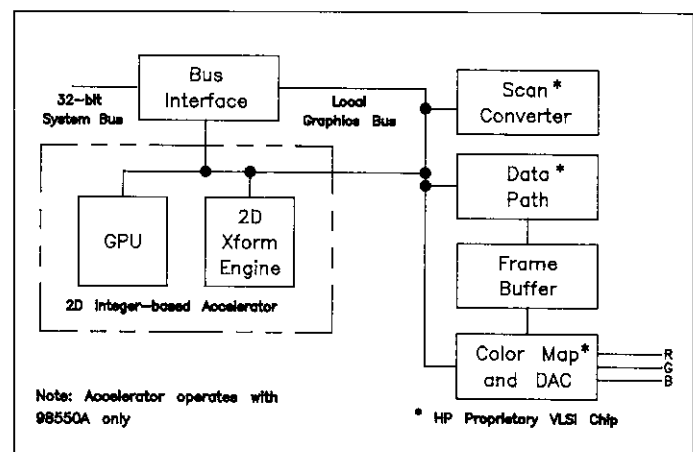 Bus
Interface
32-bit
System Bus
Local
Graphics Bus
Scan*
Converter
GPU
2D
Xform
Engine
2D Integer-based Accelerator
Data*
Path
Frame
Buffer
Color Map*
and DAC
R
G
B
Note: Accelerator operates with
98550A only
* HP Proprietary VLSI Chip